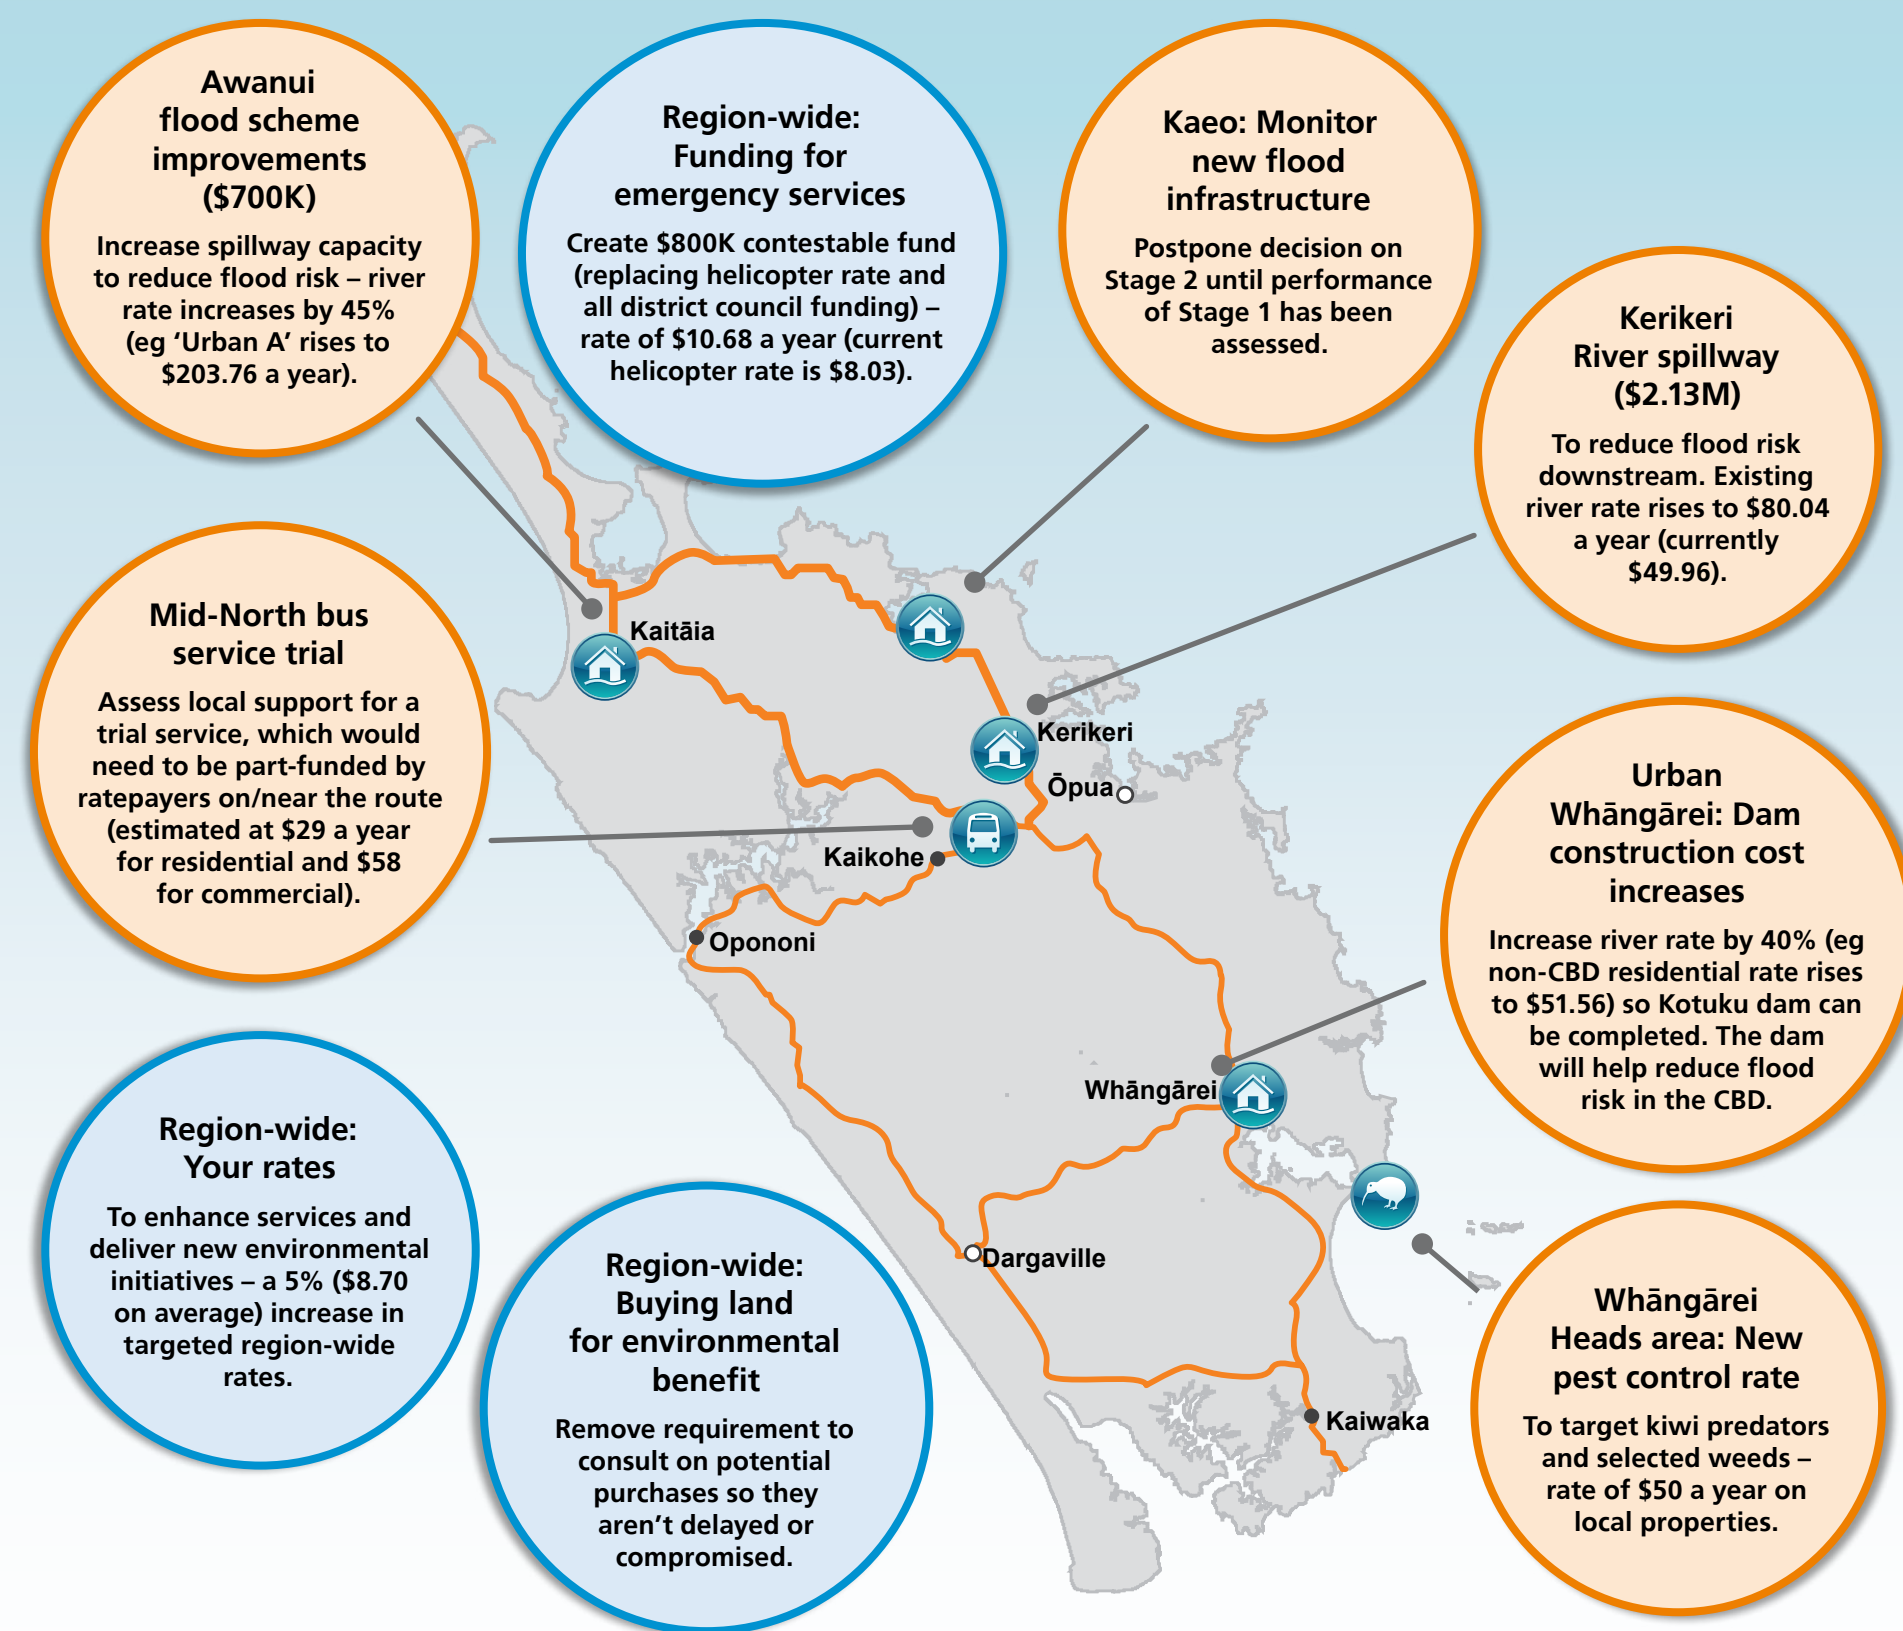 Awanui
flood scheme
improvements
($700K)
Increase spillway capacity
to reduce flood risk – river
rate increases by 45%
(eg ‘Urban A’ rises to
$203.76 a year).
Region-wide:
Funding for
emergency services
Create $800K contestable fund
(replacing helicopter rate and
all district council funding) –
rate of $10.68 a year (current
helicopter rate is $8.03).
Kaeo: Monitor
new flood
infrastructure
Postpone decision on
Stage 2 until performance
of Stage 1 has been
assessed.
Kerikeri
River spillway
($2.13M)
To reduce flood risk
downstream. Existing
river rate rises to $80.04
a year (currently
$49.96).
Mid-North bus
service trial
Assess local support for a
trial service, which would
need to be part-funded by
ratepayers on/near the route
(estimated at $29 a year
for residential and $58
for commercial).
Kaitāia
Kerikeri
Ōpua
Kaikohe
Opononi
Whāngārei
Dargaville
Kaiwaka
Urban
Whāngārei: Dam
construction cost
increases
Increase river rate by 40% (eg
non-CBD residential rate rises
to $51.56) so Kotuku dam can
be completed. The dam
will help reduce flood
risk in the CBD.
Region-wide:
Your rates
To enhance services and
deliver new environmental
initiatives – a 5% ($8.70
on average) increase in
targeted region-wide
rates.
Region-wide:
Buying land
for environmental
benefit
Remove requirement to
consult on potential
purchases so they
aren’t delayed or
compromised.
Whāngārei
Heads area: New
pest control rate
To target kiwi predators
and selected weeds –
rate of $50 a year on
local properties.